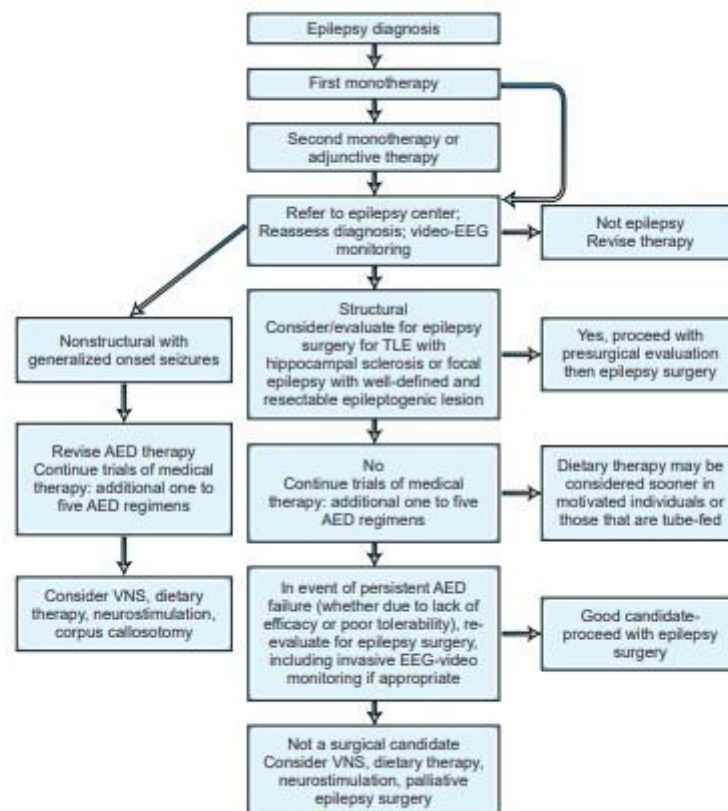 Epilepsy diagnosis
First monotherapy
Second monotherapy or
adjunctive therapy
Refer to epilepsy center;
Reassess diagnosis; video-EEG
monitoring
Not epilepsy
Revise therapy
Nonstructural with
generalized onset seizures
Structural
Consider/evaluate for epilepsy
surgery for TLE with
hippocampal sclerosis or focal
epilepsy with well-defined and
resectable epileptogenic lesion
Yes, proceed with
presurgical evaluation
then epilepsy surgery
Revise AED therapy
Continue trials of medical
therapy: additional one to
five AED regimens
No
Continue trials of medical
therapy: additional one to five
AED regimens
Dietary therapy may be
considered sooner in
motivated individuals or
those that are tube-fed
Consider VNS, dietary
therapy, neurostimulation,
corpus callosotomy
In event of persistent AED
failure (whether due to lack of
efficacy or poor tolerability), re-
evaluate for epilepsy surgery,
including invasive EEG-video
monitoring if appropriate
Good candidate-
proceed with epilepsy
surgery
Not a surgical candidate
Consider VNS, dietary therapy,
neurostimulation, palliative
epilepsy surgery